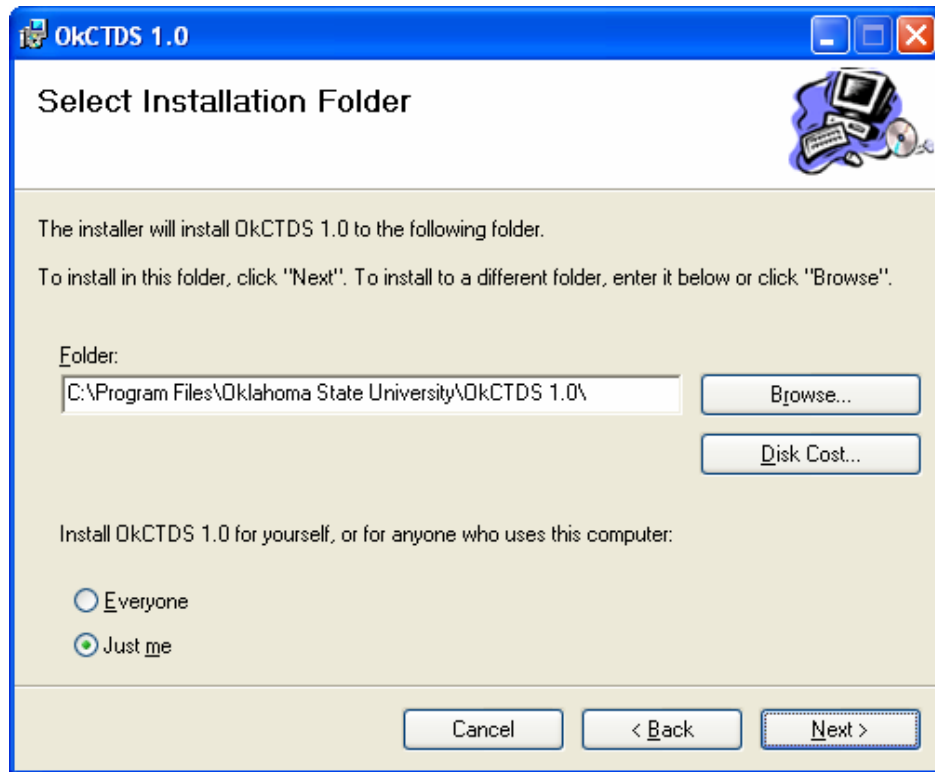 OkCTDS 1.0
Select Installation Folder
The installer will install OkCTDS 1.0 to the following folder.
To install in this folder, click "Next". To install to a different folder, enter it below or click "Browse".
Folder:
C:\Program Files\Oklahoma State University\OkCTDS 1.0\
Browse...
Disk Cost...
Install OkCTDS 1.0 for yourself, or for anyone who uses this computer:
Everyone
Just me
Cancel
< Back
Next >